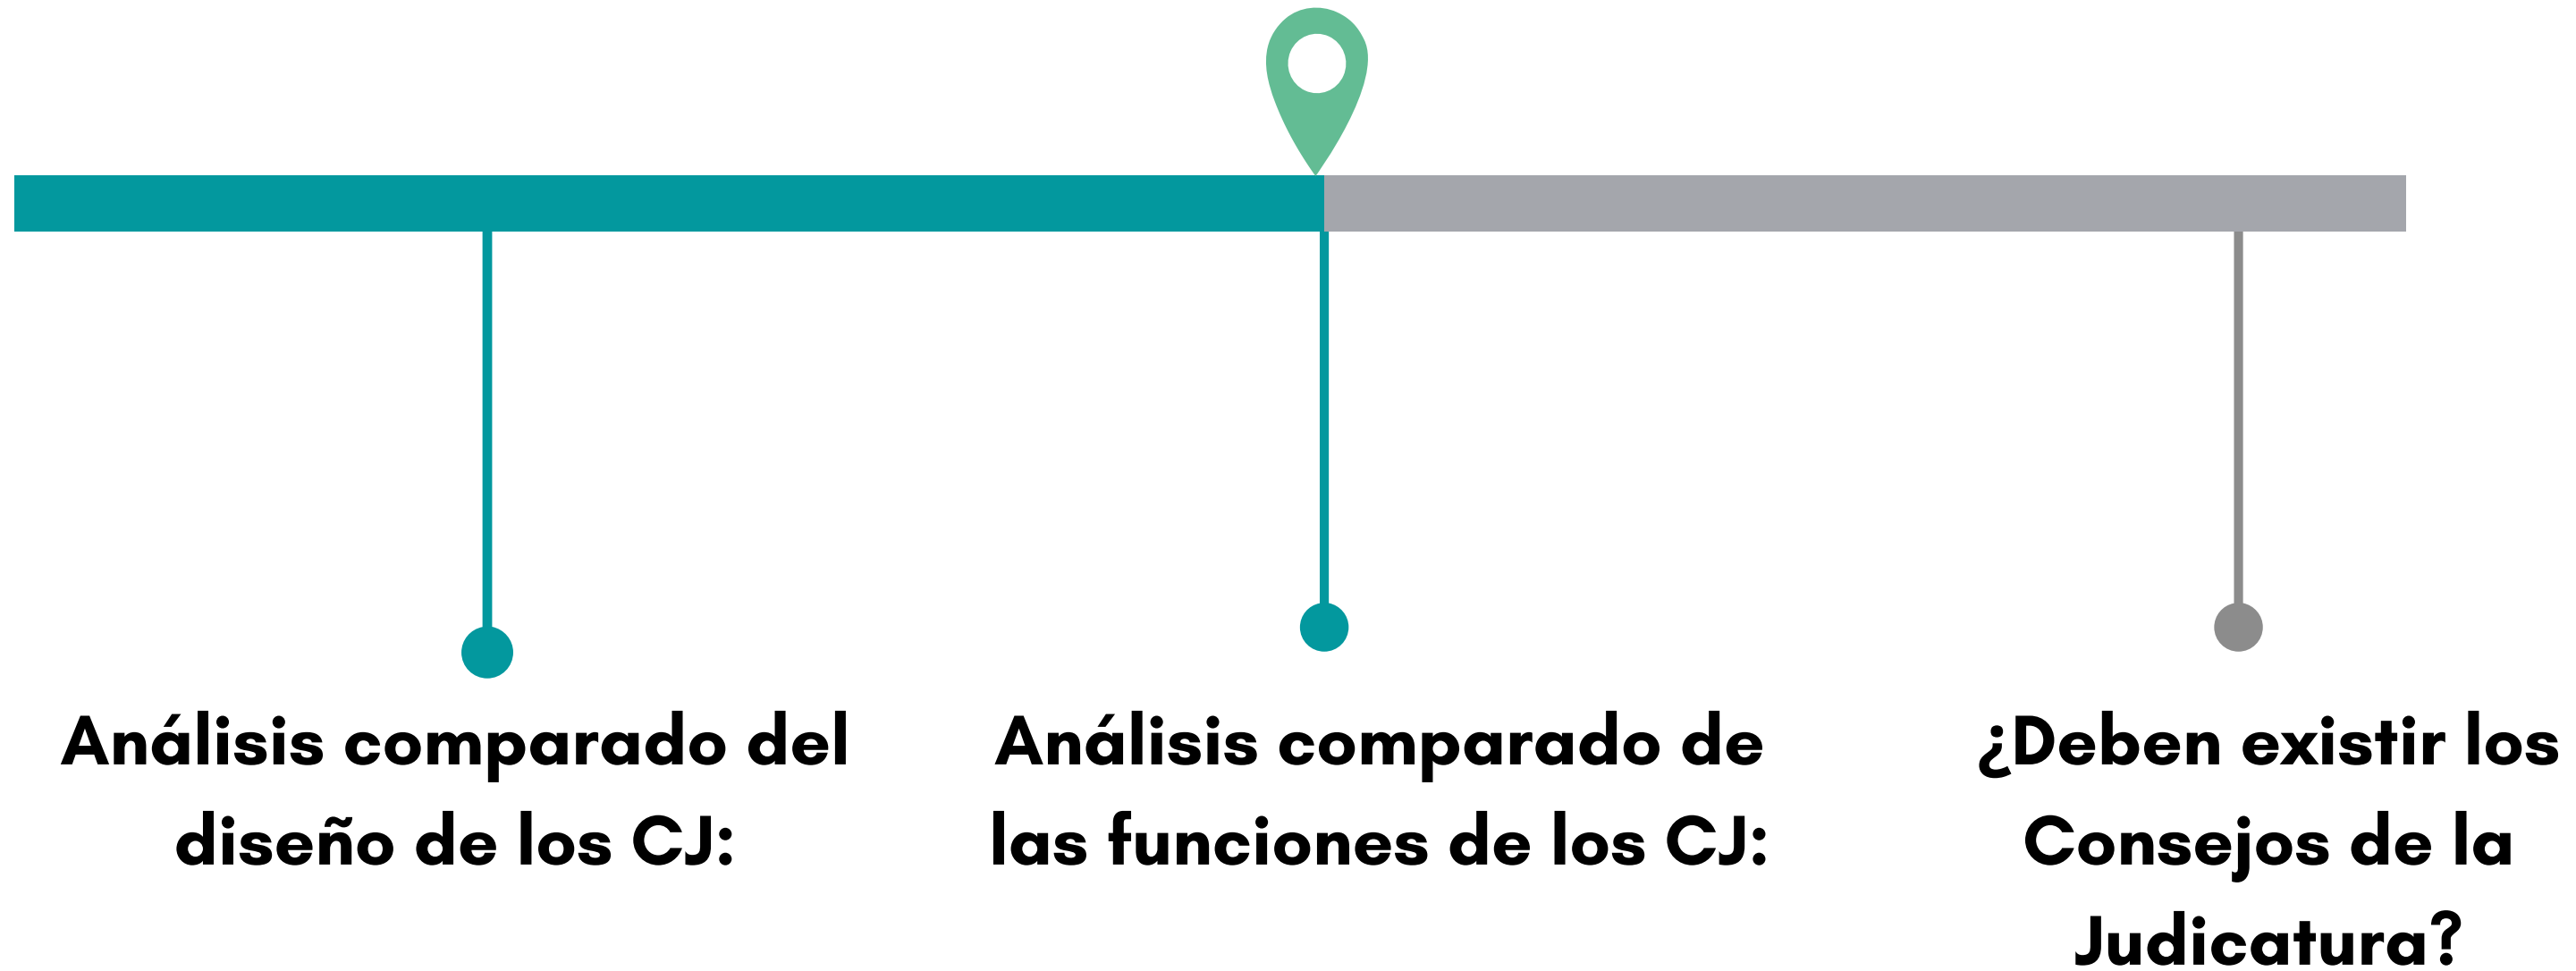 Análisis comparado del
diseño de los CJ:
Análisis comparado de
las funciones de los CJ:
¿Deben existir los
Consejos de la
Judicatura?